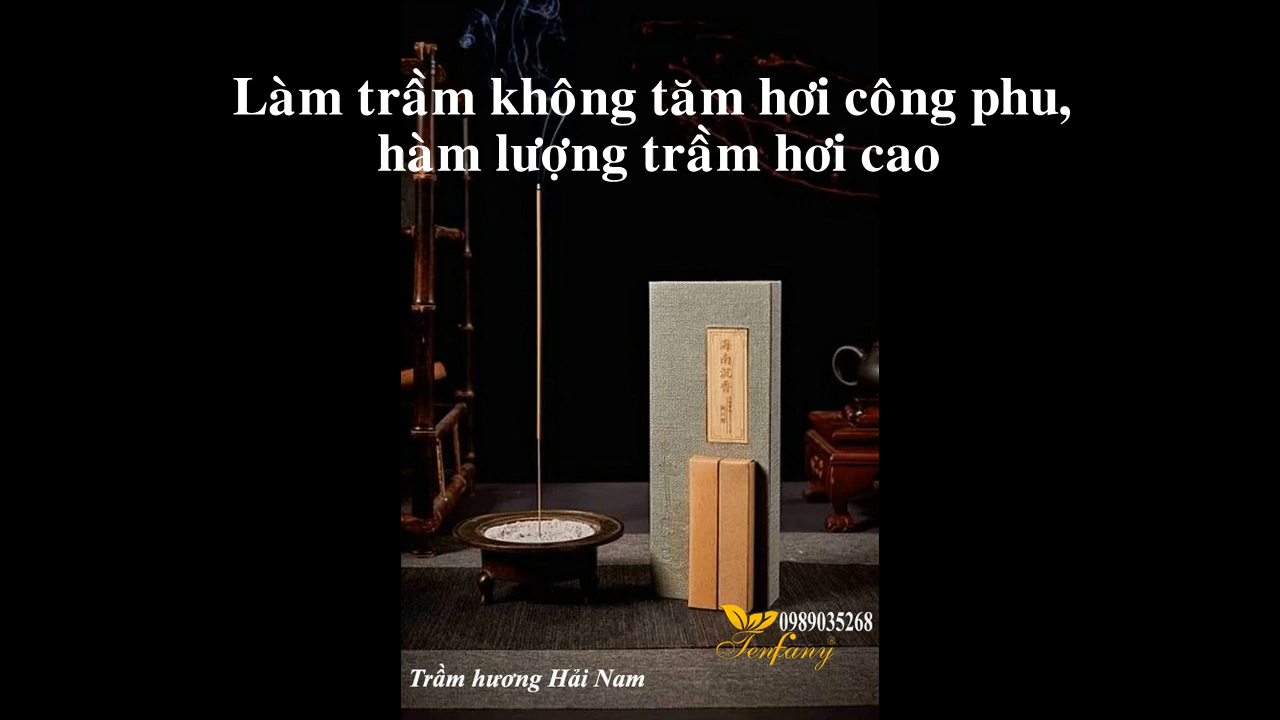 Làm trầm không tăm hơi công phu,
hàm lượng trầm hơi cao
海南沉香
0989035268
Tenfany
Trầm hương Hải Nam